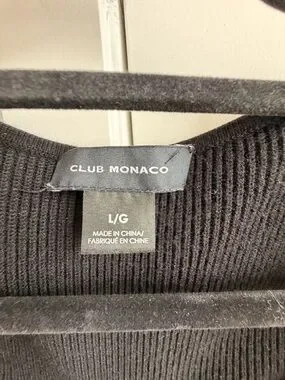 CLUB MONACO
L/G
MADE IN CHINA/
FABRIQUÉ EN CHINE